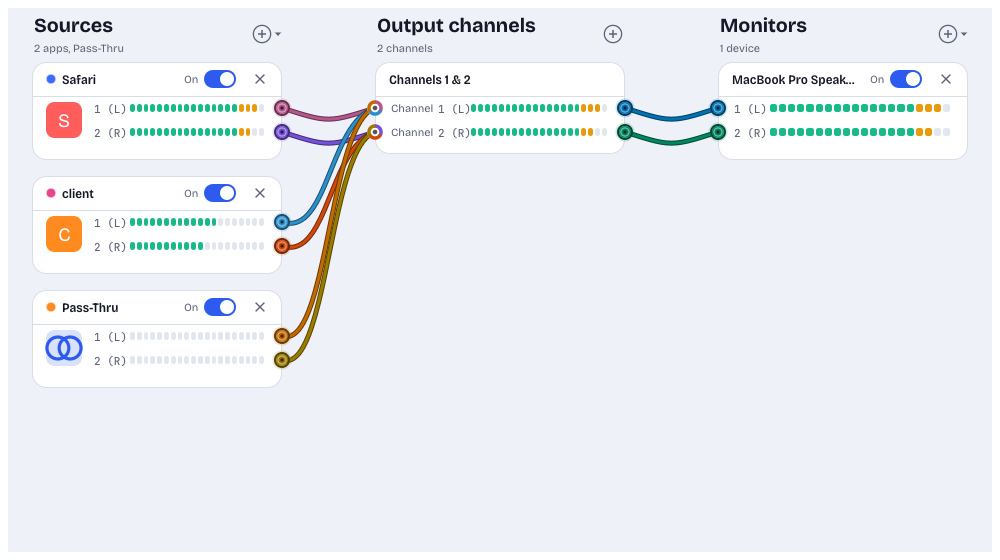 Sources
2 apps, Pass-Thru
Output channels
2 channels
Monitors
1 device
Safari
On
S
1 (L)
2 (R)
client
On
C
1 (L)
2 (R)
Pass-Thru
On
1 (L)
2 (R)
Channels 1 & 2
Channel 1 (L)
Channel 2 (R)
MacBook Pro Speak...
On
1 (L)
2 (R)